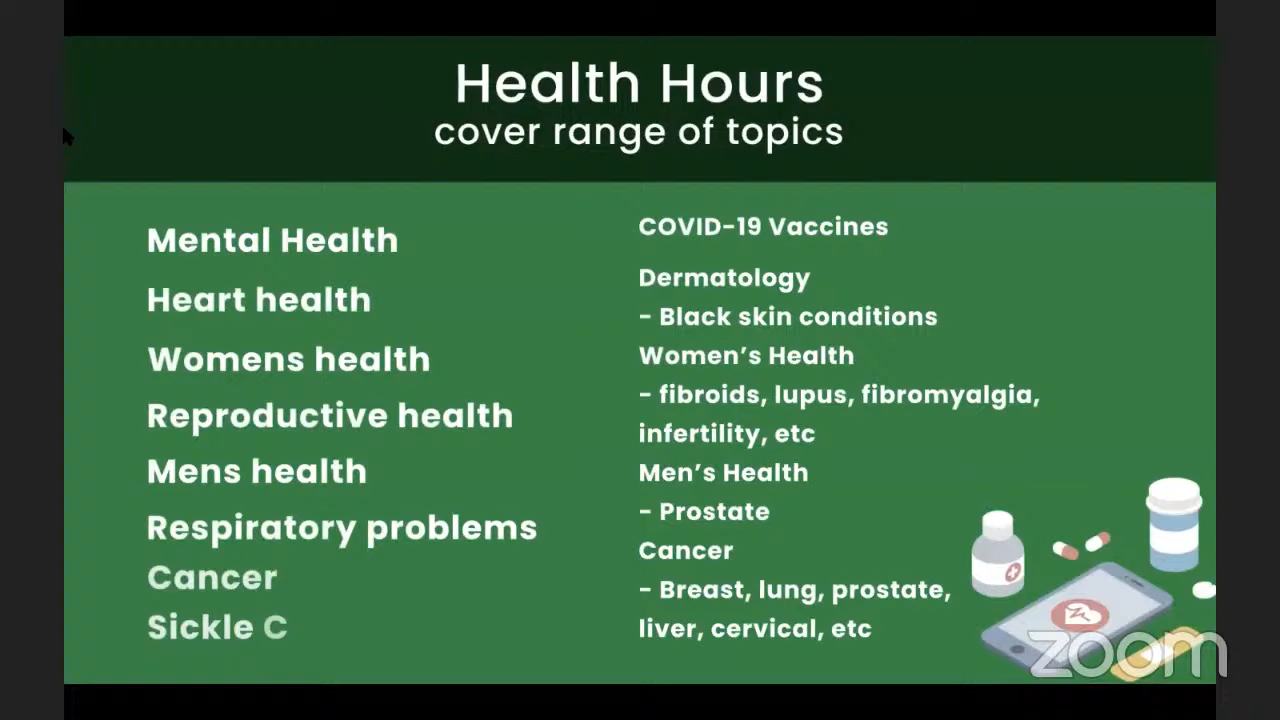 Health Hours
cover range of topics
Mental Health
Heart health
Womens health
Reproductive health
Mens health
Respiratory problems
Cancer
Sickle C
COVID-19 Vaccines
Dermatology
- Black skin conditions
Women’s Health
- fibroids, lupus, fibromyalgia,
infertility, etc
Men’s Health
- Prostate
Cancer
- Breast, lung, prostate,
liver, cervical, etc
zoom